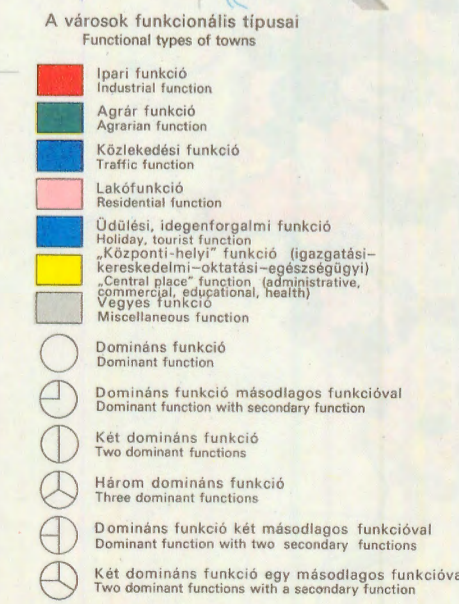 A városok funkcionális típusai
Functional types of towns
Ipari funkció
Industrial function
Agrár funkció
Agrarian function
Közlekedési funkció
Traffic function
Lakófunkció
Residential function
Üdülési, idegenforgalmi funkció
Holiday, tourist function
„Központi-helyi" funkció (igazgatási–
kereskedelmi–oktatási–egészségügyi)
„Central place" function (administrative,
commercial, educational, health)
Vegyes funkció
Miscellaneous function
Domináns funkció
Dominant function
Domináns funkció másodlagos funkcióval
Dominant function with secondary function
Két domináns funkció
Two dominant functions
Három domináns funkció
Three dominant functions
Domináns funkció két másodlagos funkcióval
Dominant function with two secondary functions
Két domináns funkció egy másodlagos funkcióva
Two dominant functions with a secondary function